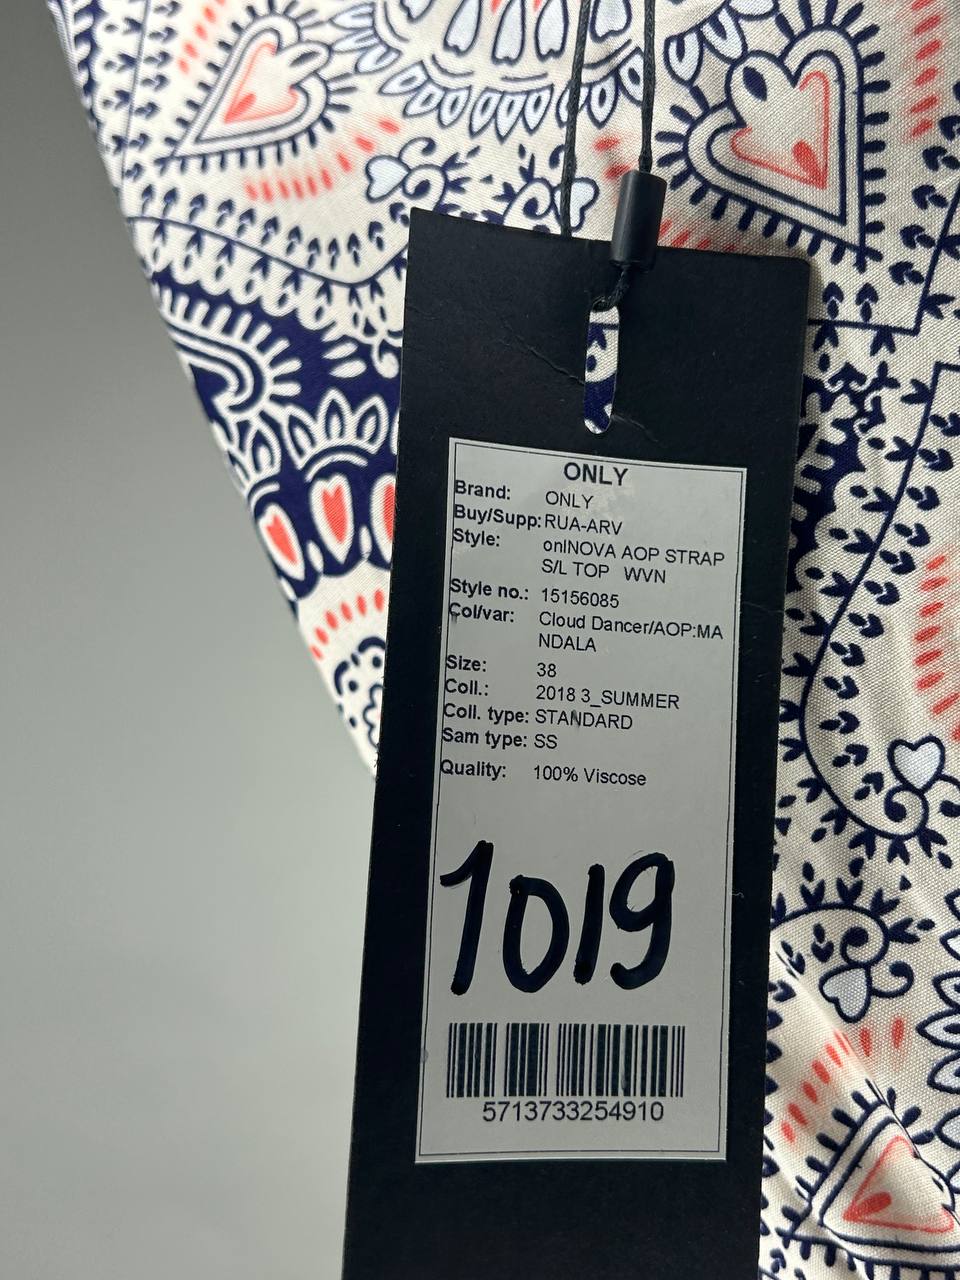 ONLY
Brand: ONLY
Buy/Supp: RUA-ARV
Style: onlNOVA AOP STRAP
S/L TOP WVN
Style no.: 15156085
Col/var: Cloud Dancer/AOP:MA
NDALA
Size: 38
Coll.: 2018 3_SUMMER
Coll. type: STANDARD
Sam type: SS
Quality: 100% Viscose
1019
5713733254910